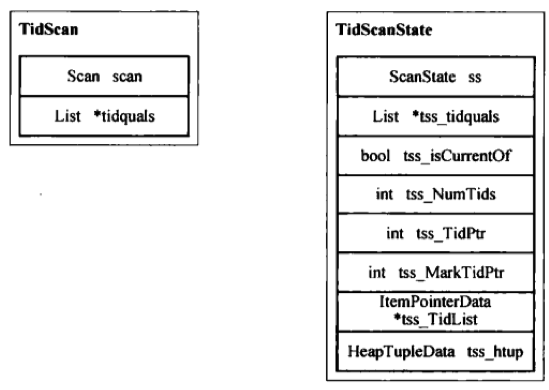 TidScan
Scan scan
List *tidquals
TidScanState
ScanState ss
List *tss_tidquals
bool tss_isCurrentOf
int tss_NumTids
int tss_TidPtr
int tss_MarkTidPtr
ItemPointerData
*tss_TidList
HeapTupleData tss_htup